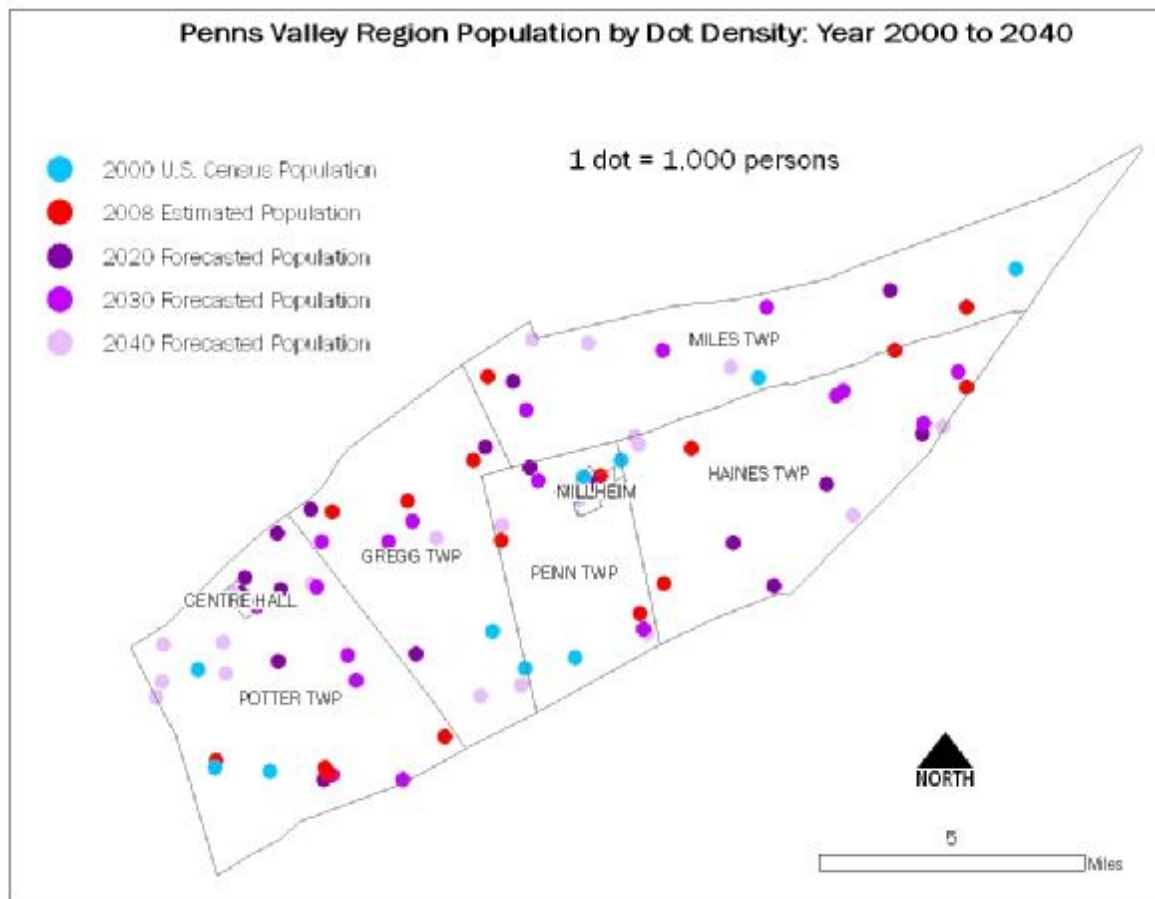 Penns Valley Region Population by Dot Density: Year 2000 to 2040
1 dot = 1,000 persons
2000 U.S. Census Population
2008 Estimated Population
2020 Forecasted Population
2030 Forecasted Population
2040 Forecasted Population
MILES TWP
HAINES TWP
MILLHEIM
GREGG TWP
PENN TWP
CENTRE HALL
POTTER TWP
NORTH
5
Miles